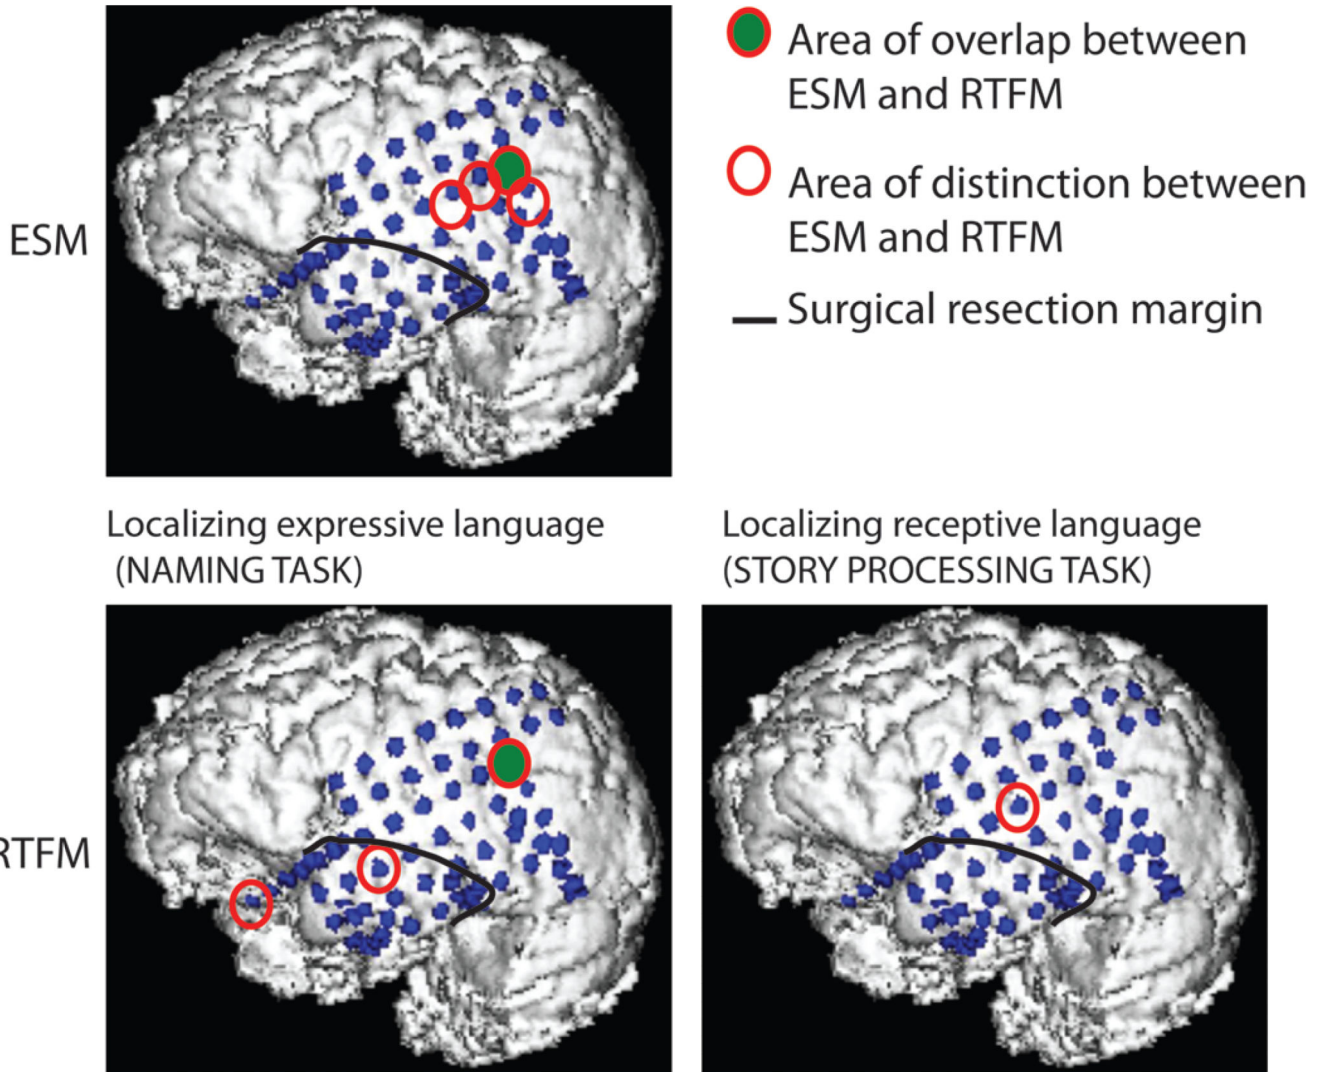 Area of overlap between
ESM and RTFM
Area of distinction between
ESM and RTFM
Surgical resection margin
ESM
Localizing expressive language
(NAMING TASK)
Localizing receptive language
(STORY PROCESSING TASK)
RTFM